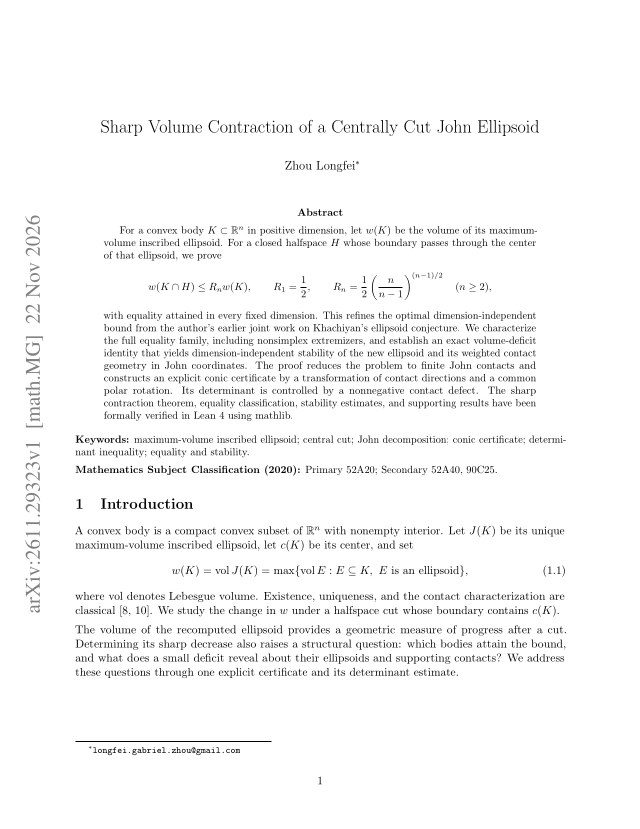 Sharp Volume Contraction of a Centrally Cut John Ellipsoid
Zhou Longfei*
Abstract
For a convex body K ⊂ ℝⁿ in positive dimension, let w(K) be the volume of its maximum-
volume inscribed ellipsoid. For a closed halfspace H whose boundary passes through the center
of that ellipsoid, we prove
w(K ∩ H) ≤ Rₙw(K), R₁ = 1/2, Rₙ = 1/2 (n/(n−1))^((n−1)/2) (n ≥ 2),
with equality attained in every fixed dimension. This refines the optimal dimension-independent
bound from the author's earlier joint work on Khachiyan's ellipsoid conjecture. We characterize
the full equality family, including nonsimplex extremizers, and establish an exact volume-deficit
identity that yields dimension-independent stability of the new ellipsoid and its weighted contact
geometry in John coordinates. The proof reduces the problem to finite John contacts and
constructs an explicit conic certificate by a transformation of contact directions and a common
polar rotation. Its determinant is controlled by a nonnegative contact defect. The sharp
contraction theorem, equality classification, stability estimates, and supporting results have been
formally verified in Lean 4 using mathlib.
Keywords: maximum-volume inscribed ellipsoid; central cut; John decomposition; conic certificate; determi-
nant inequality; equality and stability.
Mathematics Subject Classification (2020): Primary 52A20; Secondary 52A40, 90C25.
1 Introduction
A convex body is a compact convex subset of ℝⁿ with nonempty interior. Let J(K) be its unique
maximum-volume inscribed ellipsoid, let c(K) be its center, and set
w(K) = vol J(K) = max{vol E : E ⊆ K, E is an ellipsoid}, (1.1)
where vol denotes Lebesgue volume. Existence, uniqueness, and the contact characterization are
classical [8, 10]. We study the change in w under a halfspace cut whose boundary contains c(K).
The volume of the recomputed ellipsoid provides a geometric measure of progress after a cut.
Determining its sharp decrease also raises a structural question: which bodies attain the bound,
and what does a small deficit reveal about their ellipsoids and supporting contacts? We address
these questions through one explicit certificate and its determinant estimate.
*longfei.gabriel.zhou@gmail.com
1
arXiv:2611.29323v1 [math.MG] 22 Nov 2026